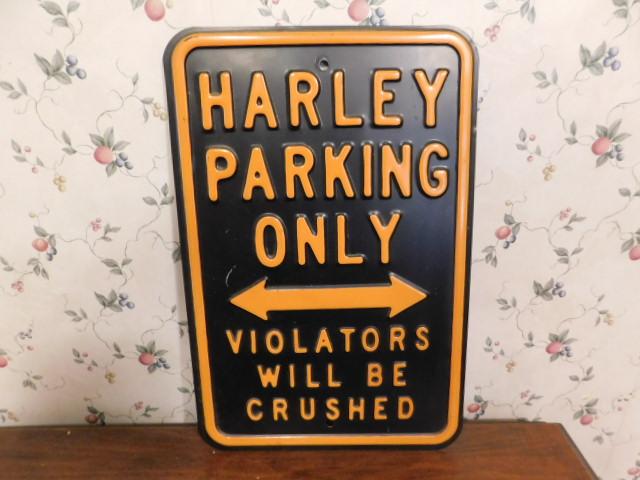 HARLEY
PARKING
ONLY
VIOLATORS
WILL BE
CRUSHED